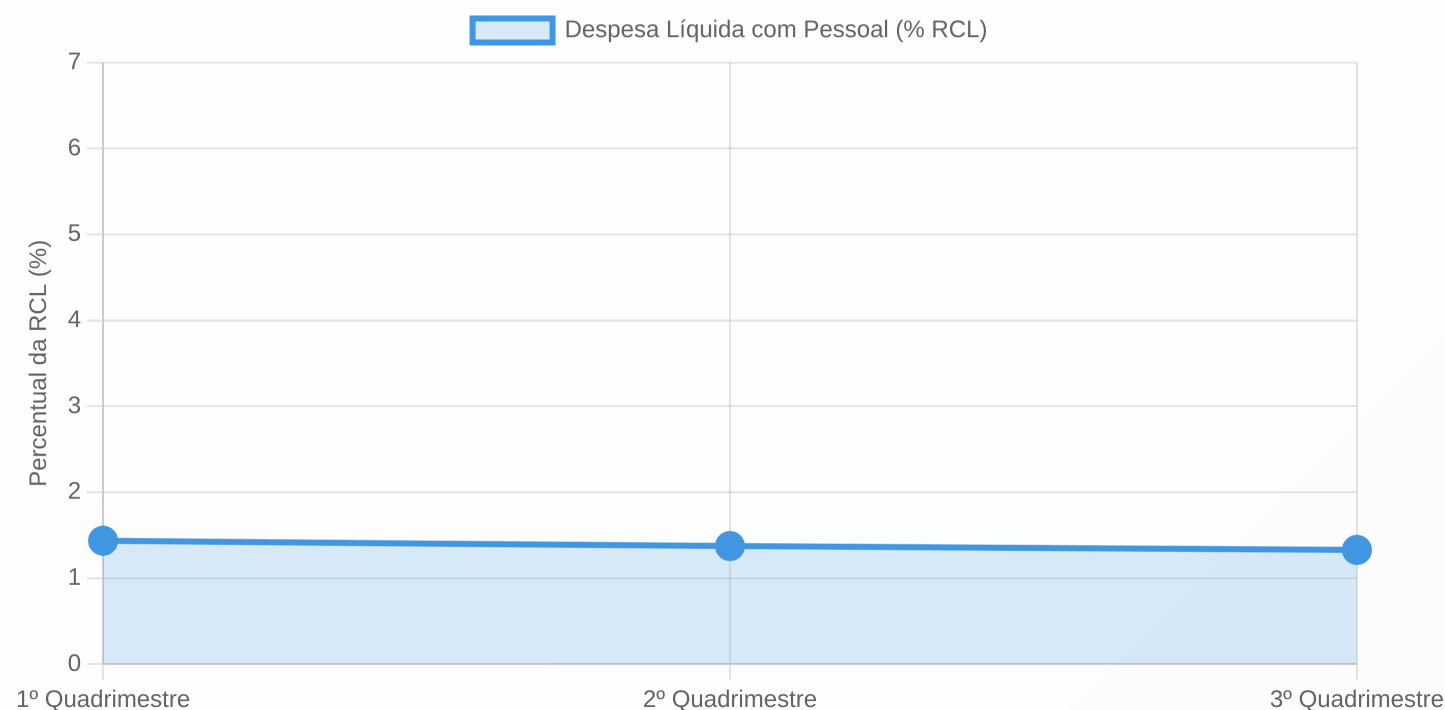 Despesa Líquida com Pessoal (% RCL)
7
6
5
4
3
2
1
0
Percentual da RCL (%)
1º Quadrimestre
2º Quadrimestre
3º Quadrimestre